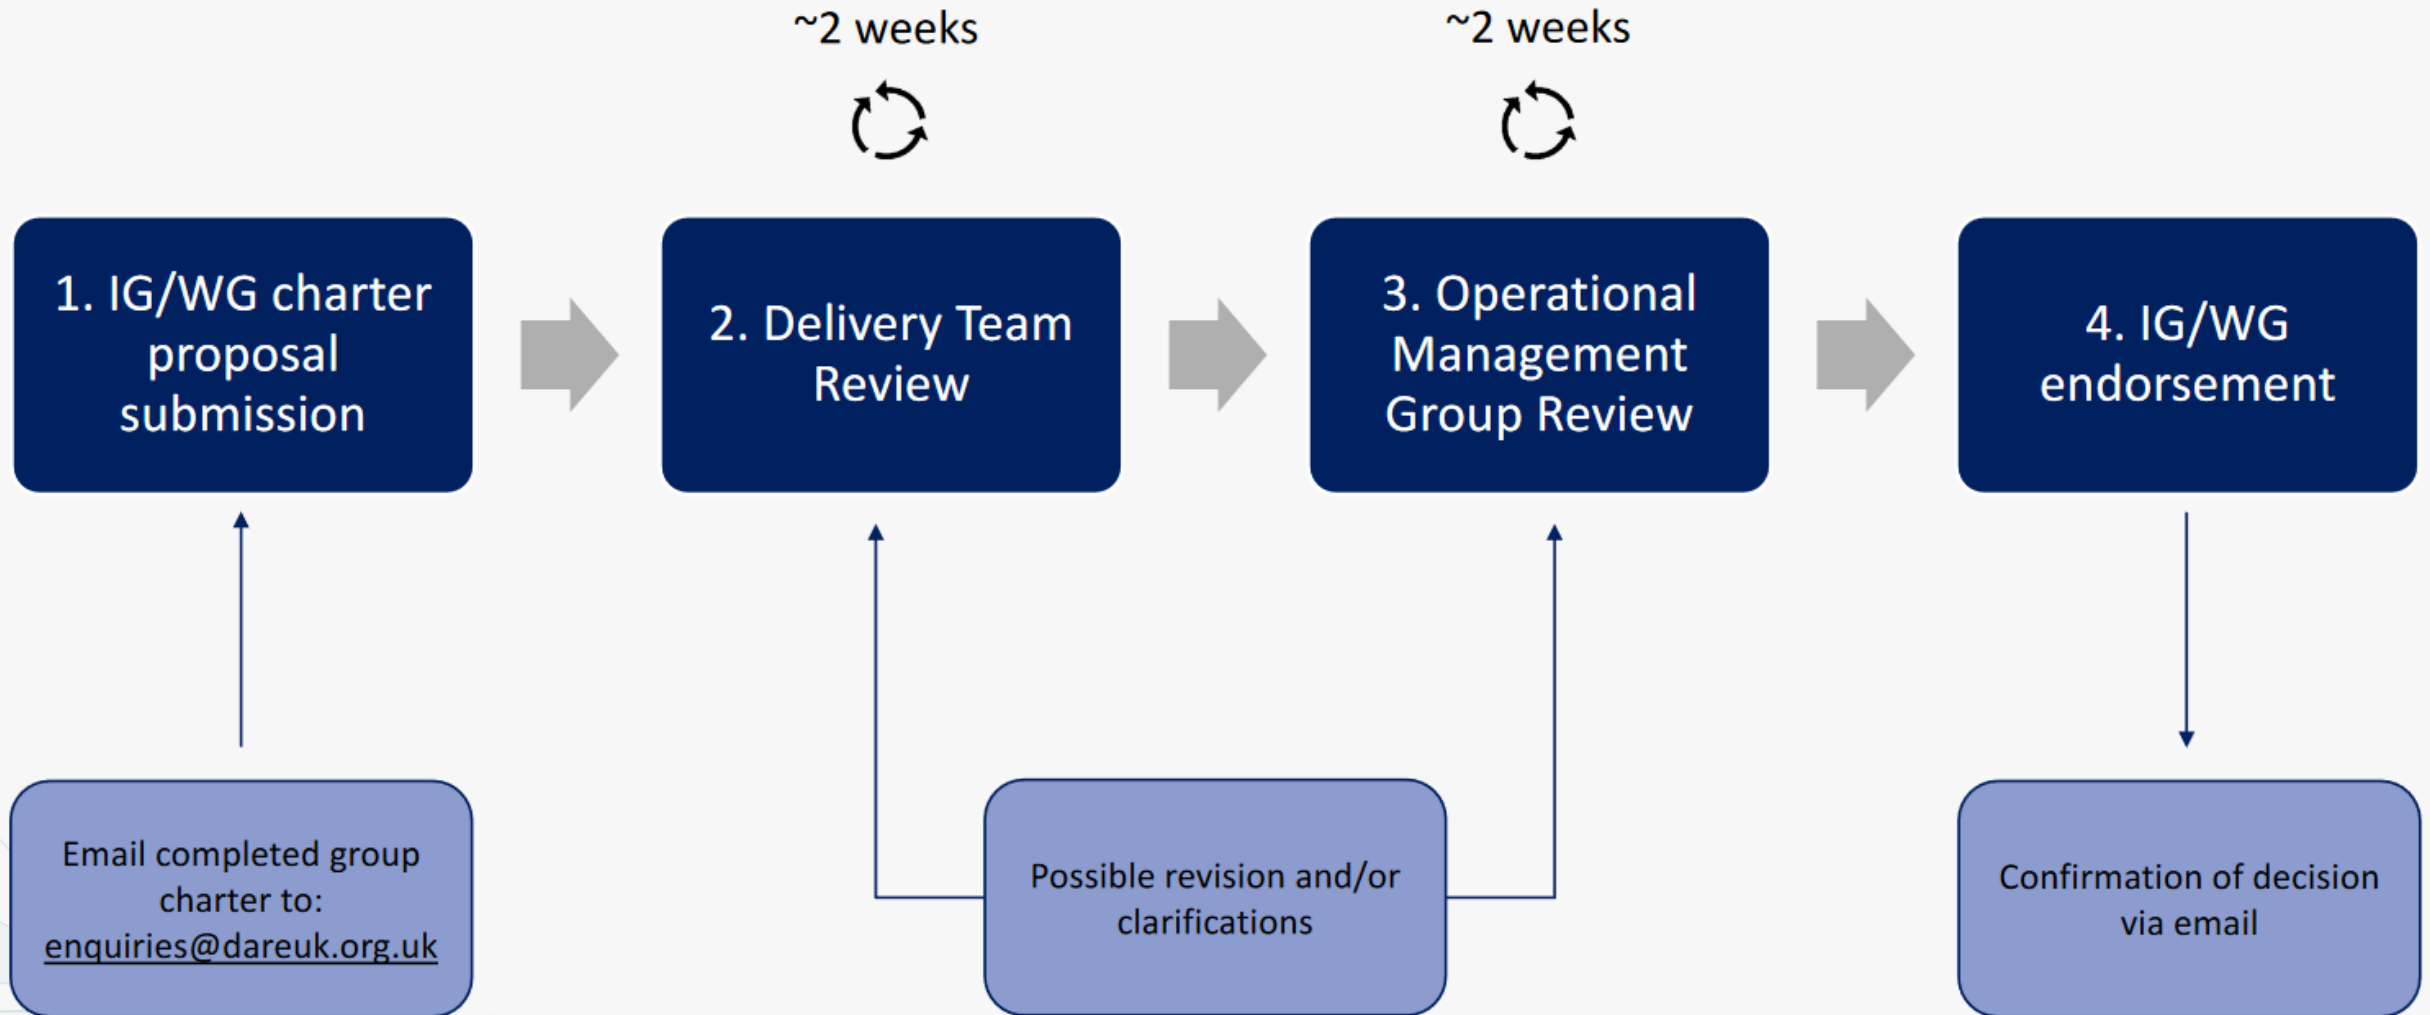 ~2 weeks
~2 weeks
1. IG/WG charter
proposal
submission
2. Delivery Team
Review
3. Operational
Management
Group Review
4. IG/WG
endorsement
Email completed group
charter to:
enquiries@dareuk.org.uk
Possible revision and/or
clarifications
Confirmation of decision
via email